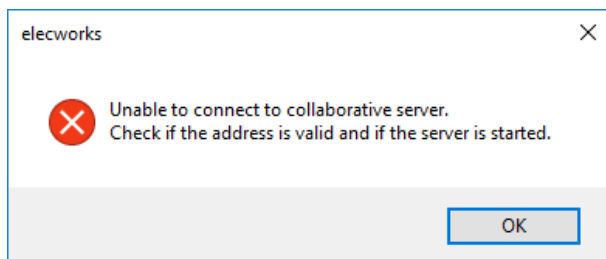 elecworks
Unable to connect to collaborative server.
Check if the address is valid and if the server is started.
OK